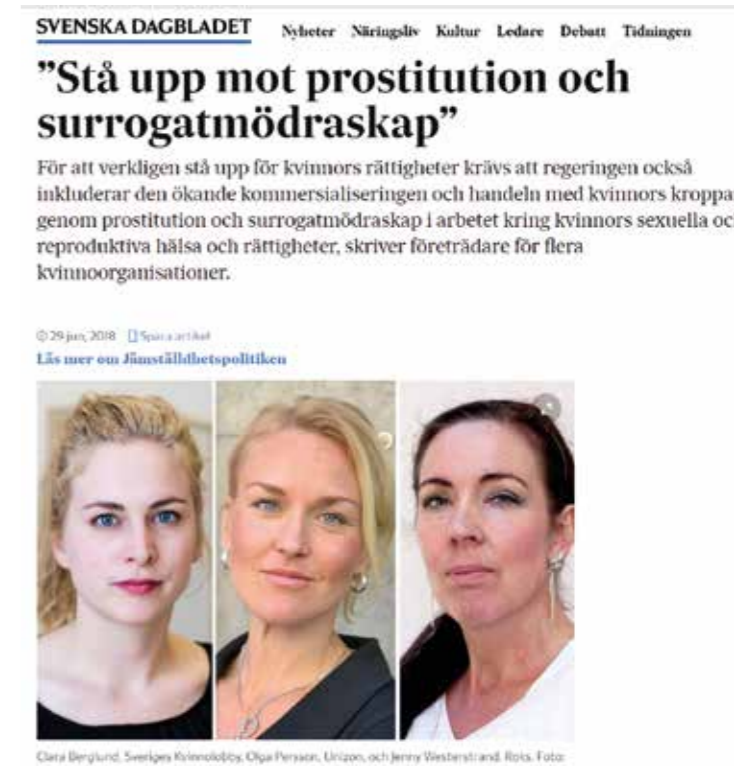 SVENSKA DAGBLADET
Nyheter Näringsliv Kultur Ledare Debatt Tidningen
”Stå upp mot prostitution och
surrogatmödraskap”
För att verkligen stå upp för kvinnors rättigheter krävs att regeringen också
inkluderar den ökande kommersialiseringen och handeln med kvinnors kroppa
genom prostitution och surrogatmödraskap i arbetet kring kvinnors sexuella oc
reproduktiva hälsa och rättigheter, skriver företrädare för flera
kvinnoorganisationer.
29 jun, 2018 Spara artikel
Läs mer om Jämställdhetspolitiken
Clara Berglund, Sveriges Kvinnolobby, Olga Persson, Unizon, och Jenny Westerstrand, Roks. Foto: